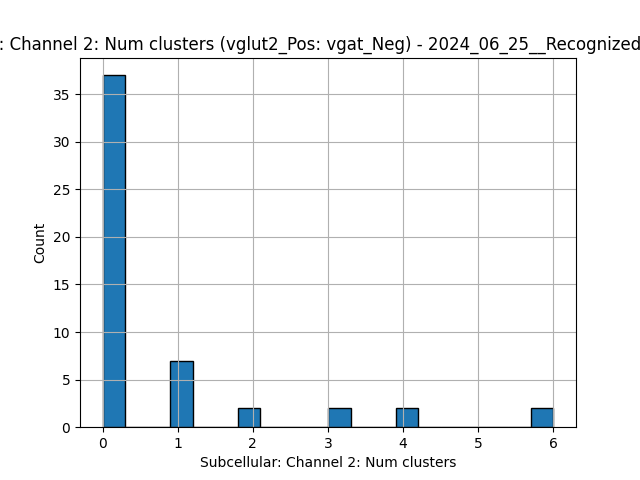 : Channel 2: Num clusters (vglut2_Pos: vgat_Neg) - 2024_06_25__Recognized
35
30
25
20
15
10
5
0
Count
0 1 2 3 4 5 6
Subcellular: Channel 2: Num clusters